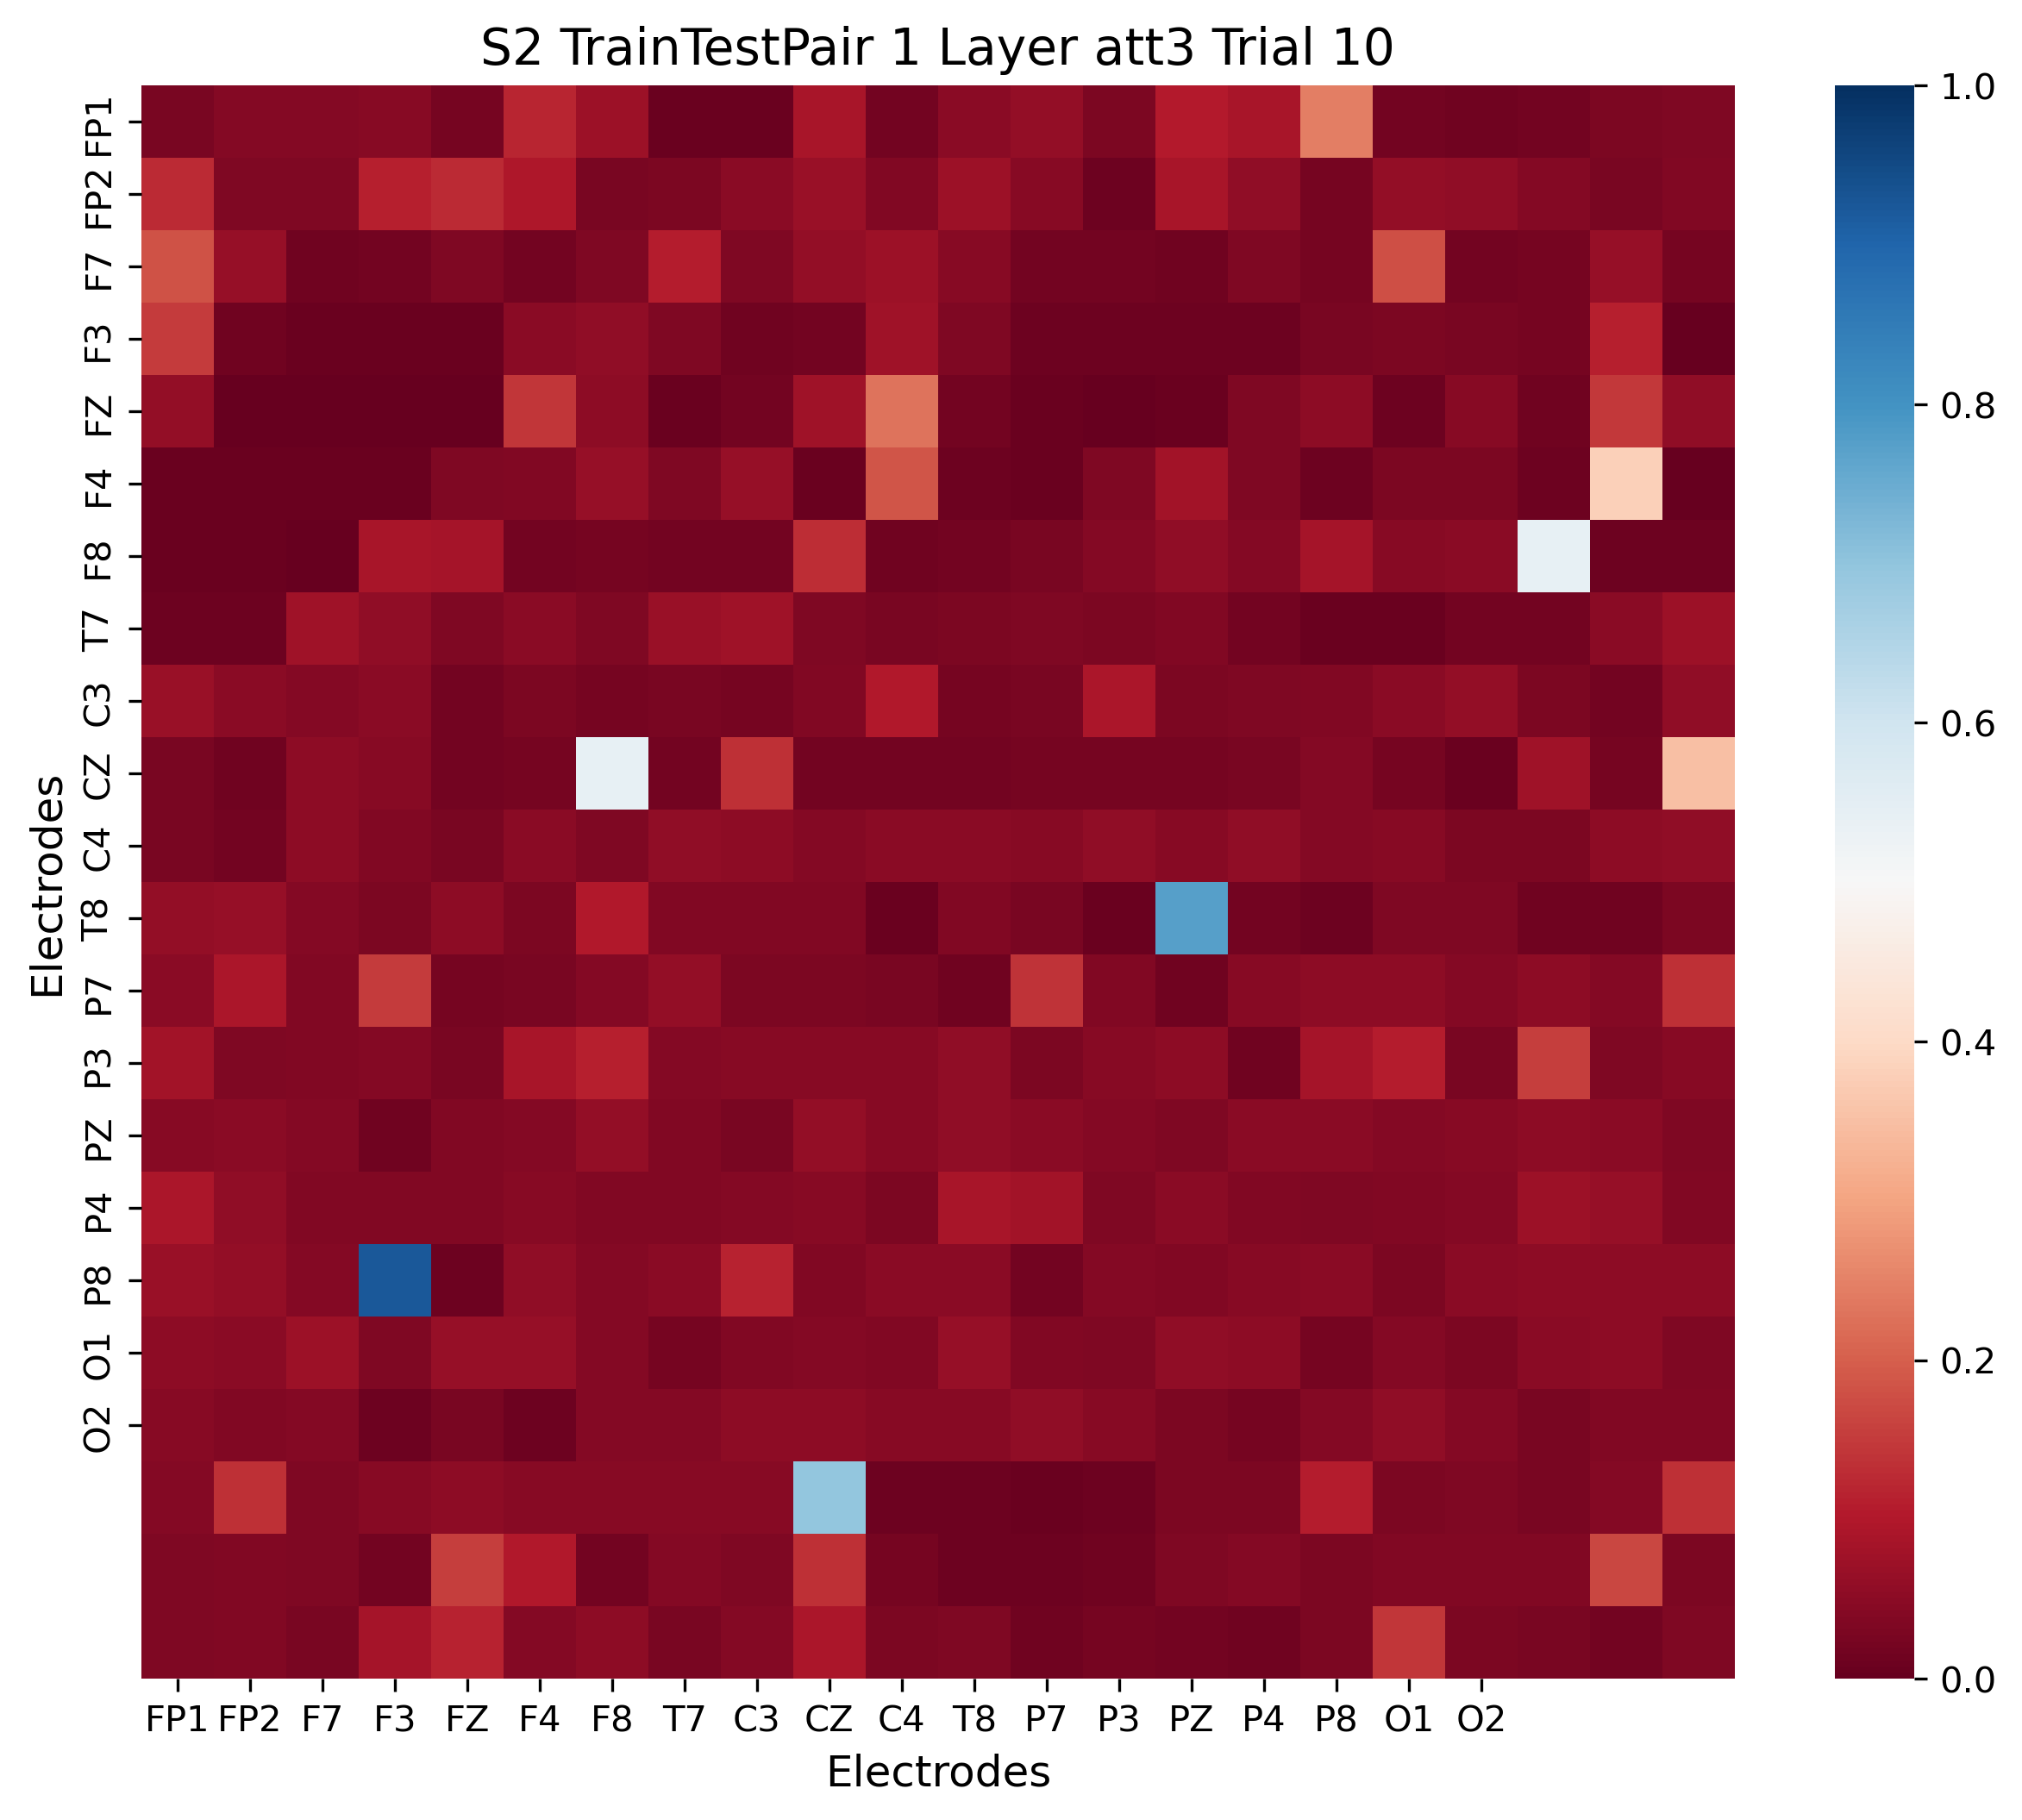 S2 TrainTestPair 1 Layer att3 Trial 10
Electrodes
FP1
FP2
F7
F3
FZ
F4
F8
T7
C3
CZ
C4
T8
P7
P3
PZ
P4
P8
O1
O2
1.0
0.8
0.6
0.4
0.2
0.0
FP1 FP2 F7 F3 FZ F4 F8 T7 C3 CZ C4 T8 P7 P3 PZ P4 P8 O1 O2
Electrodes